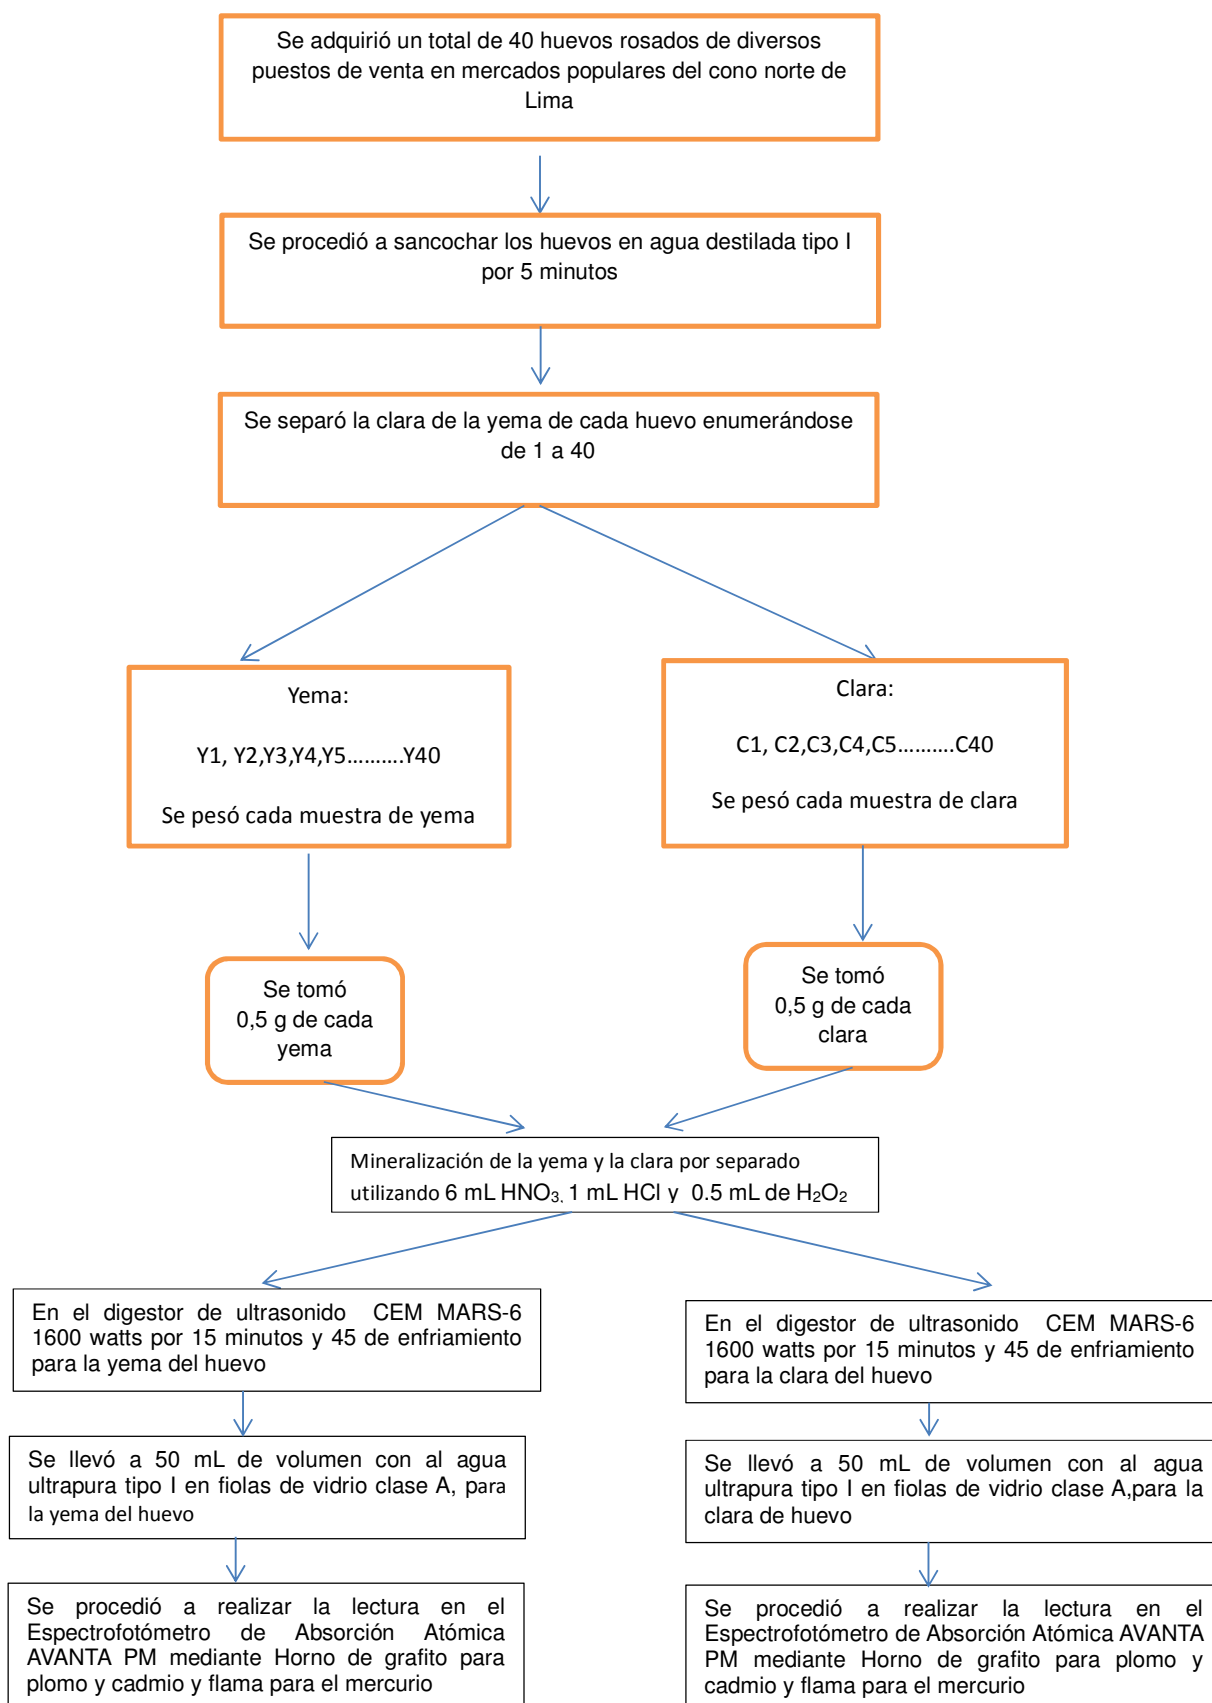 Se adquirió un total de 40 huevos rosados de diversos
puestos de venta en mercados populares del cono norte de
Lima
Se procedió a sancochar los huevos en agua destilada tipo I
por 5 minutos
Se separó la clara de la yema de cada huevo enumerándose
de 1 a 40
Yema:
Y1, Y2,Y3,Y4,Y5..........Y40
Se pesó cada muestra de yema
Clara:
C1, C2,C3,C4,C5..........C40
Se pesó cada muestra de clara
Se tomó
0,5 g de cada
yema
Se tomó
0,5 g de cada
clara
Mineralización de la yema y la clara por separado
utilizando 6 mL HNO₃, 1 mL HCl y 0.5 mL de H₂O₂
En el digestor de ultrasonido CEM MARS-6
1600 watts por 15 minutos y 45 de enfriamiento
para la yema del huevo
En el digestor de ultrasonido CEM MARS-6
1600 watts por 15 minutos y 45 de enfriamiento
para la clara del huevo
Se llevó a 50 mL de volumen con al agua
ultrapura tipo I en fiolas de vidrio clase A, para
la yema del huevo
Se llevó a 50 mL de volumen con al agua
ultrapura tipo I en fiolas de vidrio clase A,para la
clara de huevo
Se procedió a realizar la lectura en el
Espectrofotómetro de Absorción Atómica
AVANTA PM mediante Horno de grafito para
plomo y cadmio y flama para el mercurio
Se procedió a realizar la lectura en el
Espectrofotómetro de Absorción Atómica AVANTA
PM mediante Horno de grafito para plomo y
cadmio y flama para el mercurio